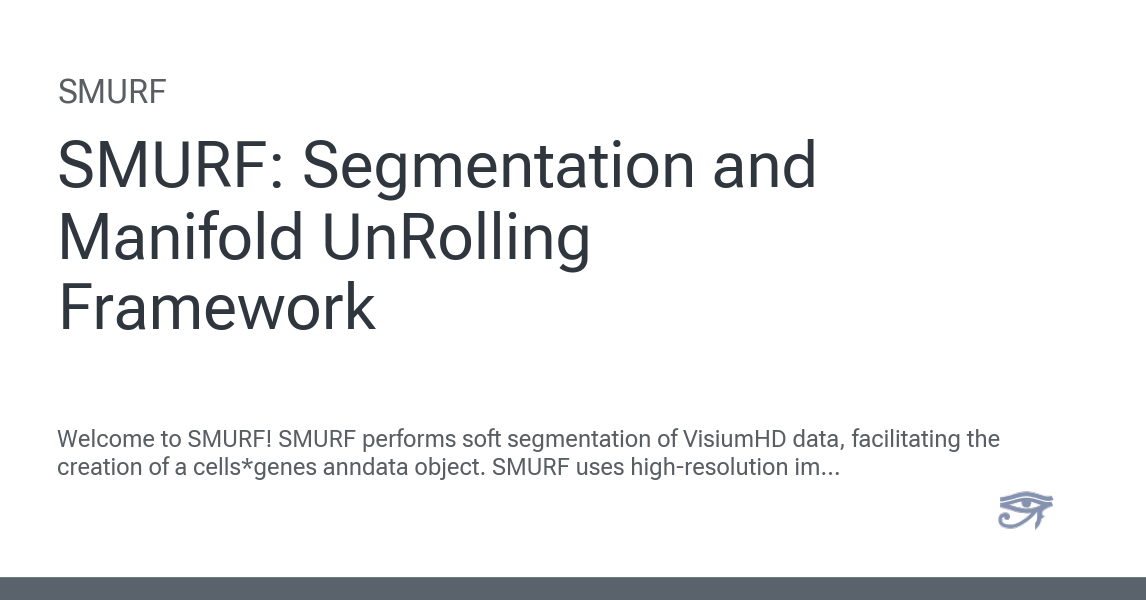 SMURF
SMURF: Segmentation and
Manifold UnRolling
Framework
Welcome to SMURF! SMURF performs soft segmentation of VisiumHD data, facilitating the
creation of a cells*genes anndata object. SMURF uses high-resolution im...